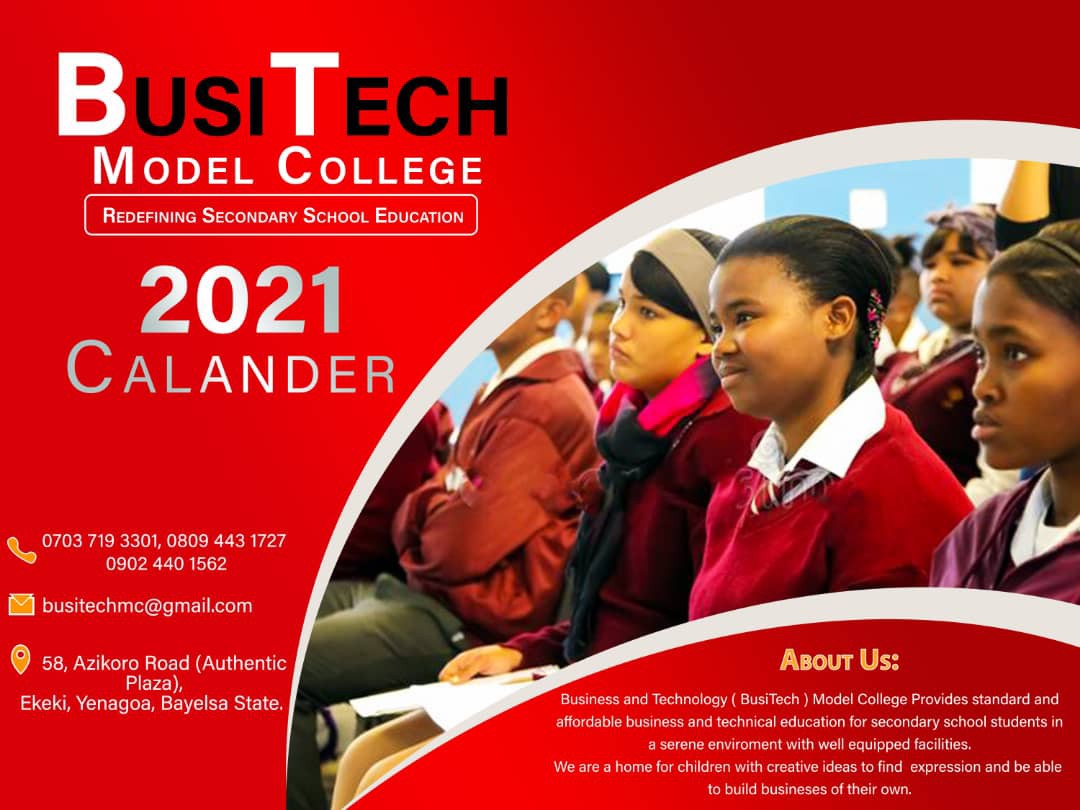 BUSITECH
MODEL COLLEGE
REDEFINING SECONDARY SCHOOL EDUCATION
2021
CALANDER
0703 719 3301, 0809 443 1727
0902 440 1562
busitechmc@gmail.com
58, Azikoro Road (Authentic
Plaza),
Ekeki, Yenagoa, Bayelsa State.
ABOUT US:
Business and Technology ( BusiTech ) Model College Provides standard and
affordable business and technical education for secondary school students in
a serene enviroment with well equipped facilities.
We are a home for children with creative ideas to find expression and be able
to build busineses of their own.